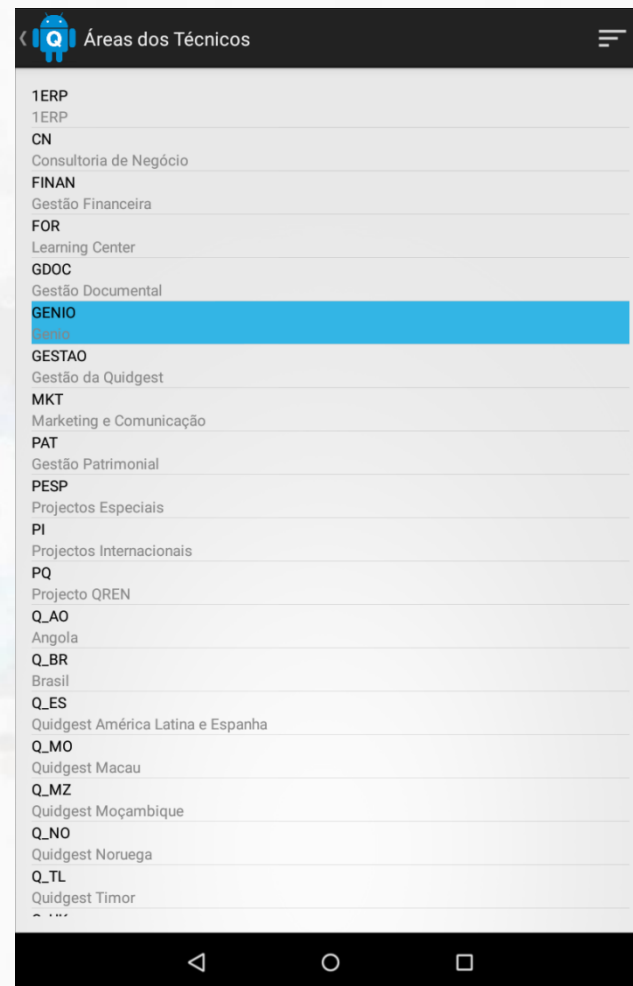 Q Áreas dos Técnicos
1ERP
1ERP
CN
Consultoria de Negócio
FINAN
Gestão Financeira
FOR
Learning Center
GDOC
Gestão Documental
GENIO
Genio
GESTAO
Gestão da Quidgest
MKT
Marketing e Comunicação
PAT
Gestão Patrimonial
PESP
Projectos Especiais
PI
Projectos Internacionais
PQ
Projecto QREN
Q_AO
Angola
Q_BR
Brasil
Q_ES
Quidgest América Latina e Espanha
Q_MO
Quidgest Macau
Q_MZ
Quidgest Moçambique
Q_NO
Quidgest Noruega
Q_TL
Quidgest Timor